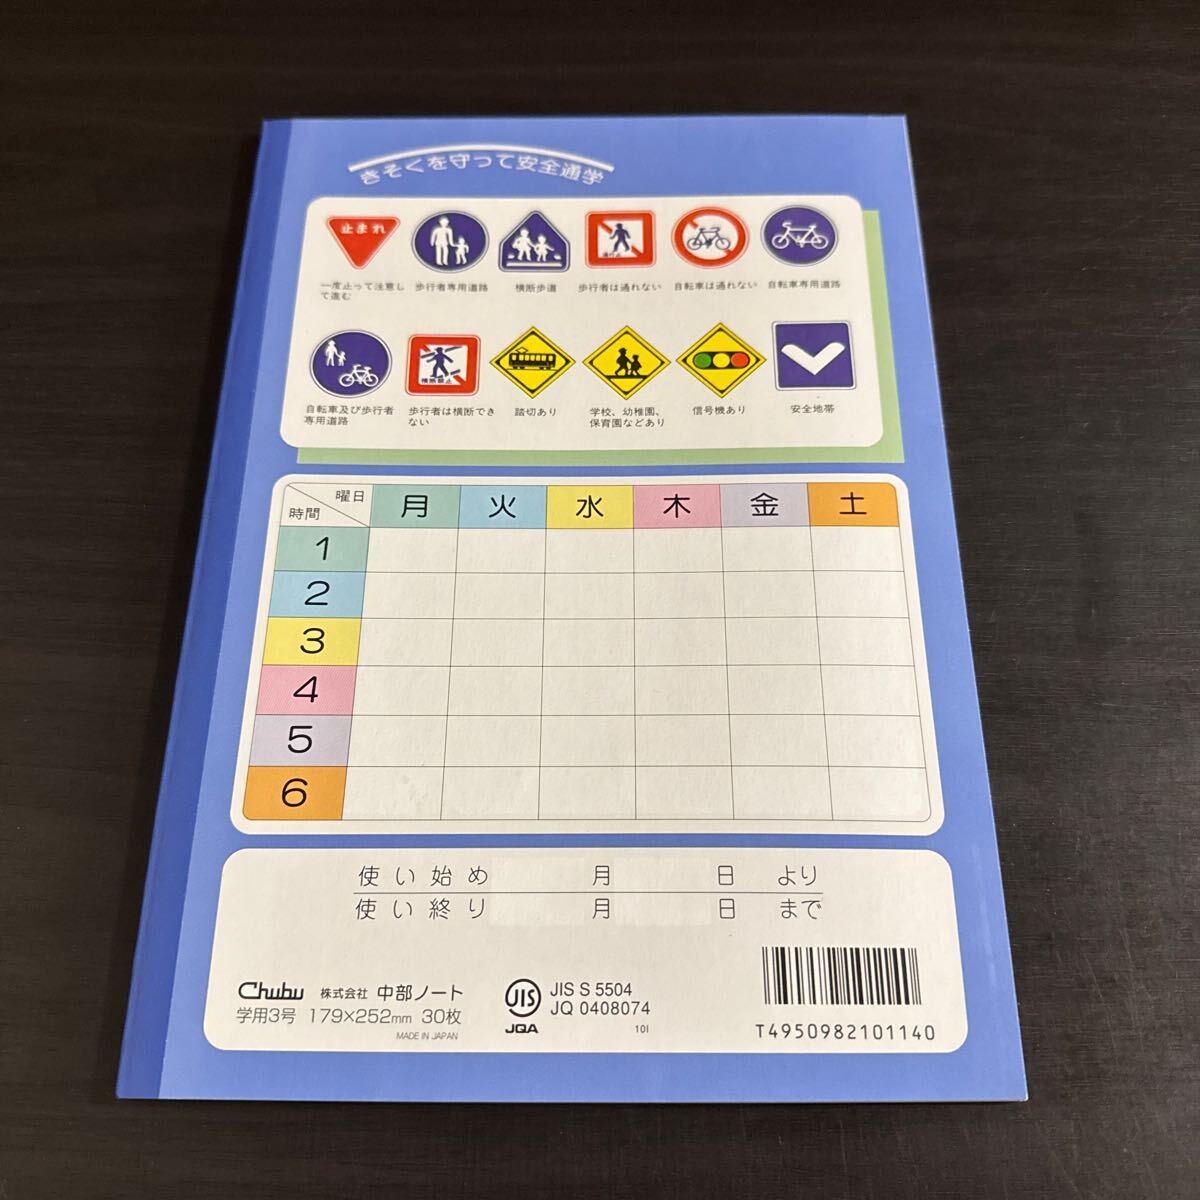 きそくを守って安全通学
止まれ
通行止
一度止って注意し
て進む
歩行者専用道路
横断歩道
歩行者は通れない
自転車は通れない
自転車専用道路
横断禁止
自転車及び歩行者
専用道路
歩行者は横断でき
ない
踏切あり
学校、幼稚園、
保育園などあり
信号機あり
安全地帯
曜日
時間
月 火 水 木 金 土
1
2
3
4
5
6
使い始め 月 日 より
使い終り 月 日 まで
Chubu 株式会社 中部ノート
学用3号 179×252mm 30枚
MADE IN JAPAN
JIS
JQA
JIS S 5504
JQ 0408074
10I
T4950982101140